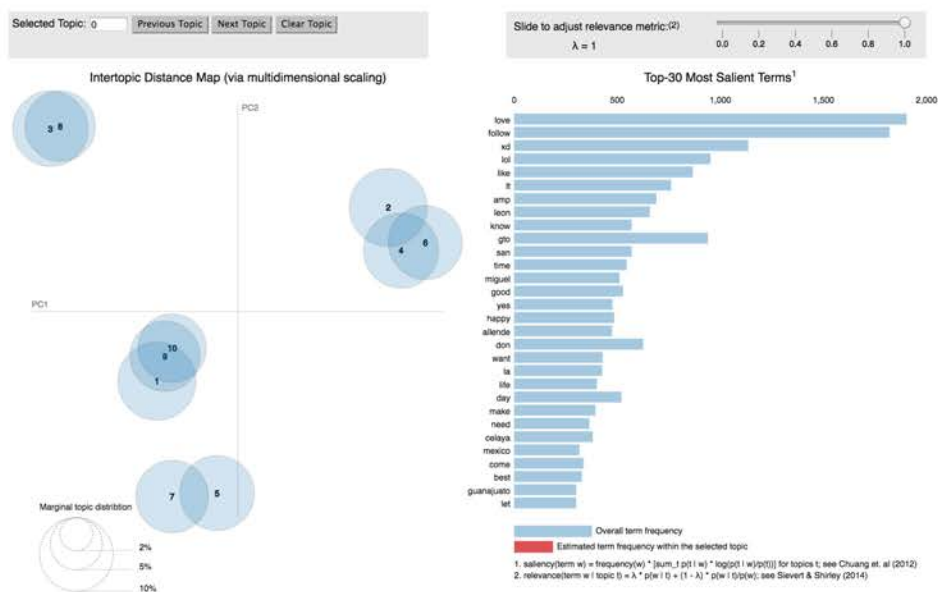 Selected Topic: 0 Previous Topic Next Topic Clear Topic
Slide to adjust relevance metric:(2)
λ = 1
0.0 0.2 0.4 0.6 0.8 1.0
Intertopic Distance Map (via multidimensional scaling)
PC2
PC1
3 8
2
6
4
10
9
1
7 5
Marginal topic distribtion
2%
5%
10%
Top-30 Most Salient Terms1
0 500 1,000 1,500 2,000
love
follow
xd
lol
like
tt
amp
leon
know
gto
san
time
miguel
good
yes
happy
allende
don
want
la
life
day
make
need
celaya
mexico
come
best
guanajuato
let
Overall term frequency
Estimated term frequency within the selected topic
1. saliency(term w) = frequency(w) * [sum_t p(t | w) * log(p(t | w)/p(t))] for topics t; see Chuang et. al (2012)
2. relevance(term w | topic t) = λ * p(w | t) + (1 - λ) * p(w | t)/p(w); see Sievert & Shirley (2014)